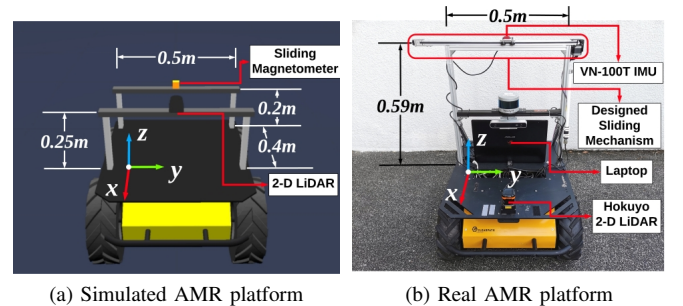 0.5m
Sliding
Magnetometer
0.2m
0.25m
0.4m
z
y
x
2-D LiDAR
(a) Simulated AMR platform
0.5m
VN-100T IMU
0.59m
Designed
Sliding
Mechanism
z
y
x
Laptop
Hokuyo
2-D LiDAR
(b) Real AMR platform